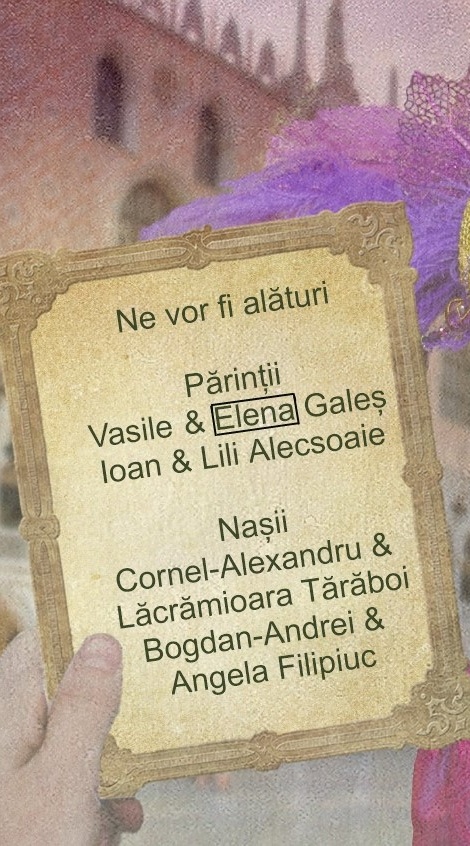 Ne vor fi alături
Părinții
Vasile & Elena Galeș
Ioan & Lili Alecsoaie
Nașii
Cornel-Alexandru &
Lăcrămioara Tărăboi
Bogdan-Andrei &
Angela Filipiuc